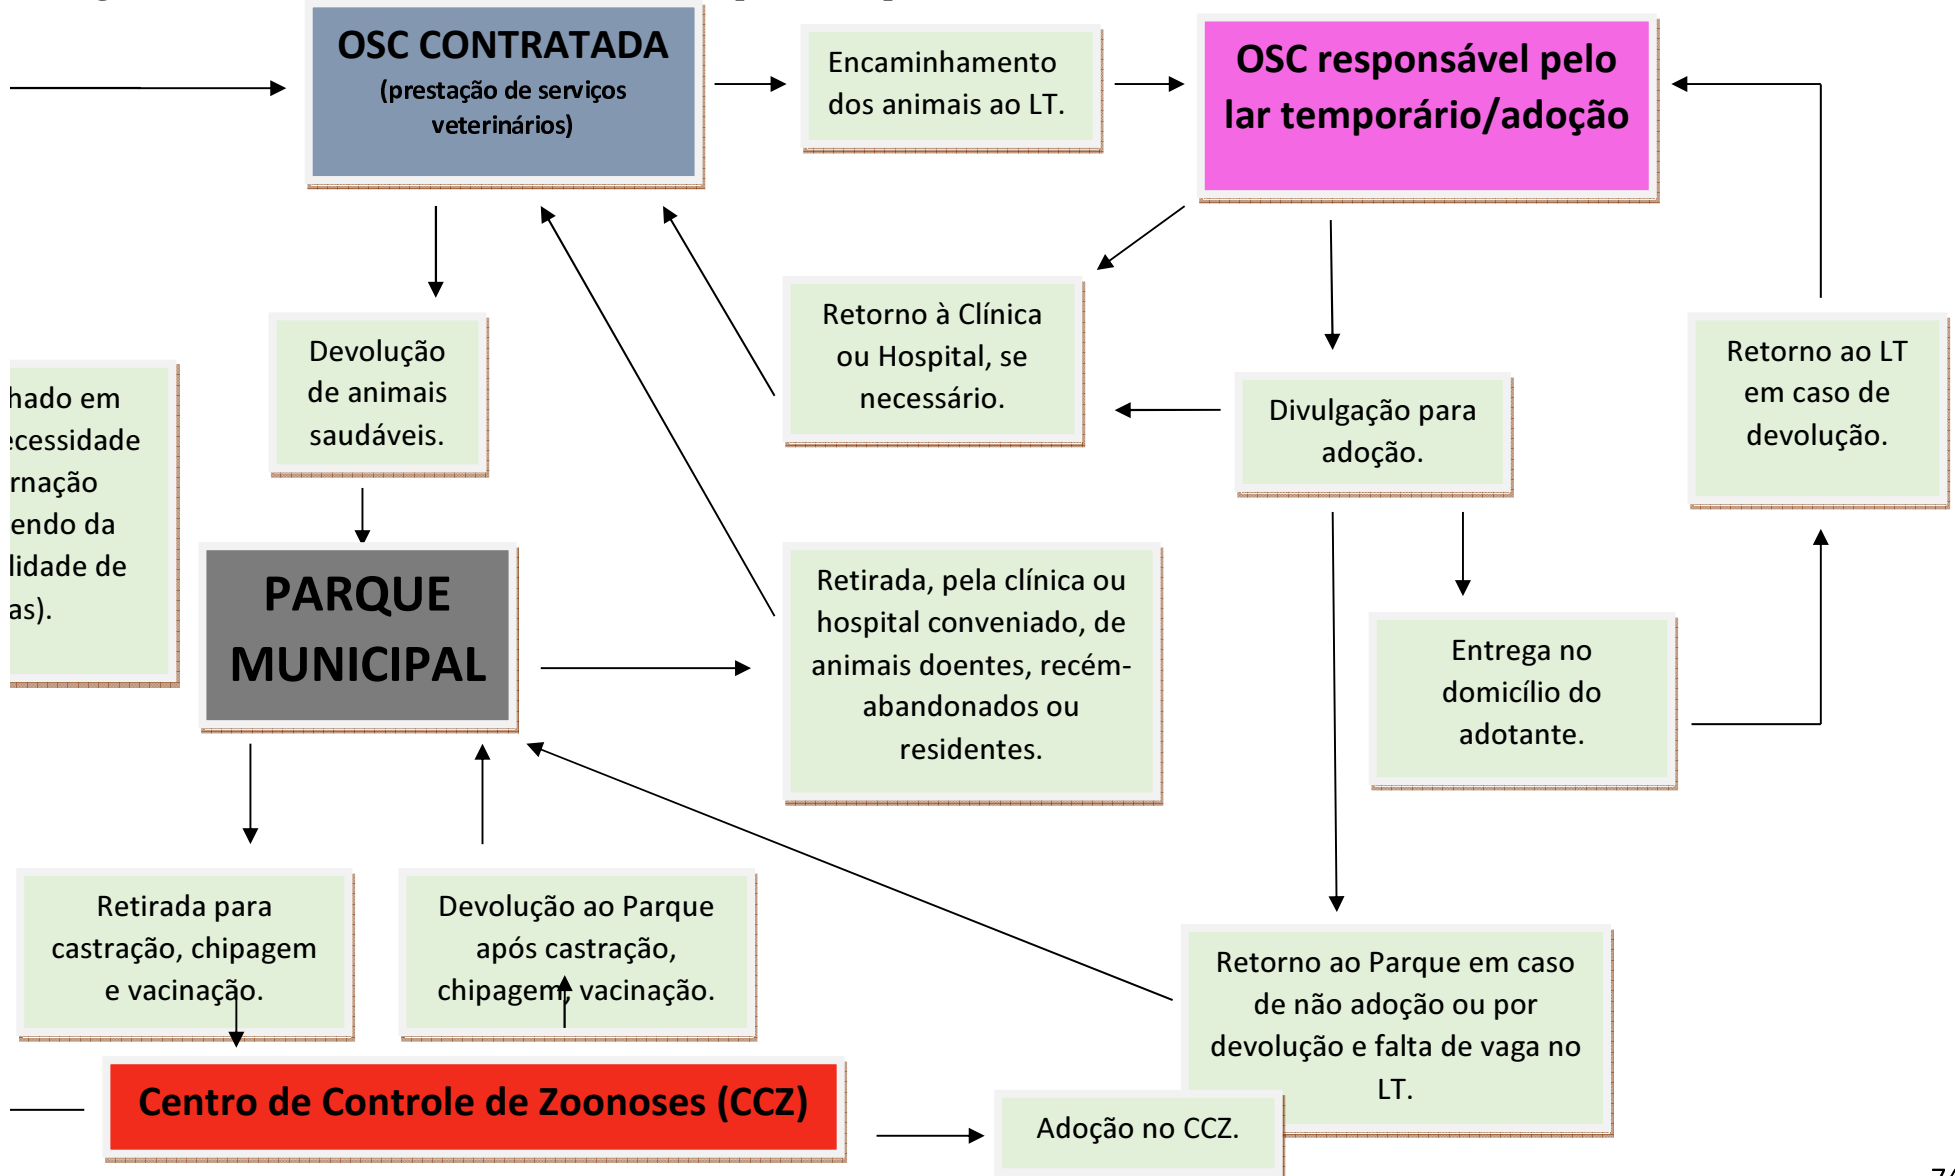 OSC CONTRATADA
(prestação de serviços
veterinários)
Encaminhamento
dos animais ao LT.
OSC responsável pelo
lar temporário/adoção
Devolução
de animais
saudáveis.
Retorno à Clínica
ou Hospital, se
necessário.
Divulgação para
adoção.
Retorno ao LT
em caso de
devolução.
hado em
cessidade
rnação
endo da
lidade de
as).
PARQUE
MUNICIPAL
Retirada, pela clínica ou
hospital conveniado, de
animais doentes, recém-
abandonados ou
residentes.
Entrega no
domicílio do
adotante.
Retirada para
castração, chipagem
e vacinação.
Devolução ao Parque
após castração,
chipagem, vacinação.
Retorno ao Parque em caso
de não adoção ou por
devolução e falta de vaga no
LT.
Centro de Controle de Zoonoses (CCZ)
Adoção no CCZ.